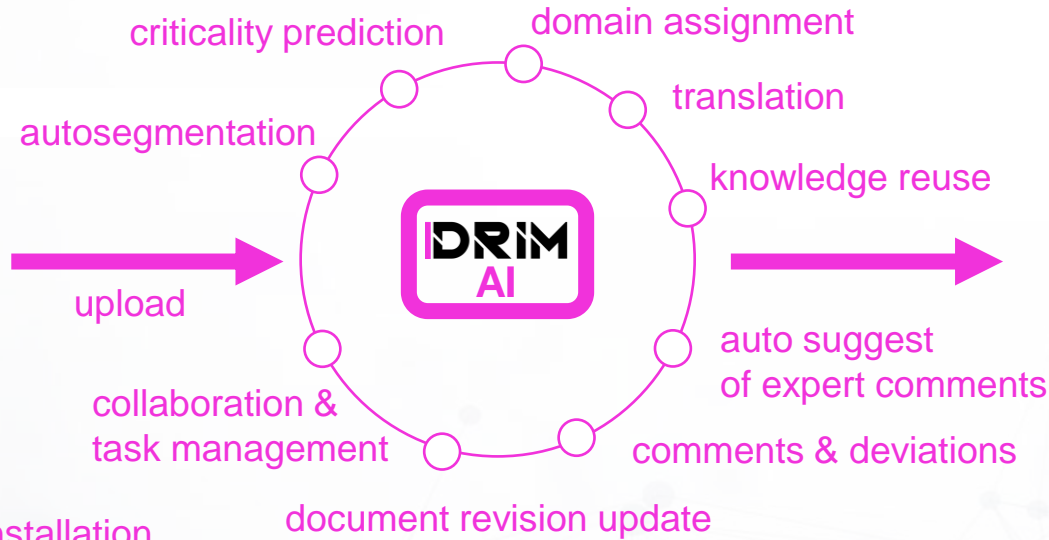 criticality prediction
domain assignment
autosegmentation
translation
knowledge reuse
DRIM
AI
upload
auto suggest
of expert comments
collaboration &
task management
comments & deviations
document revision update